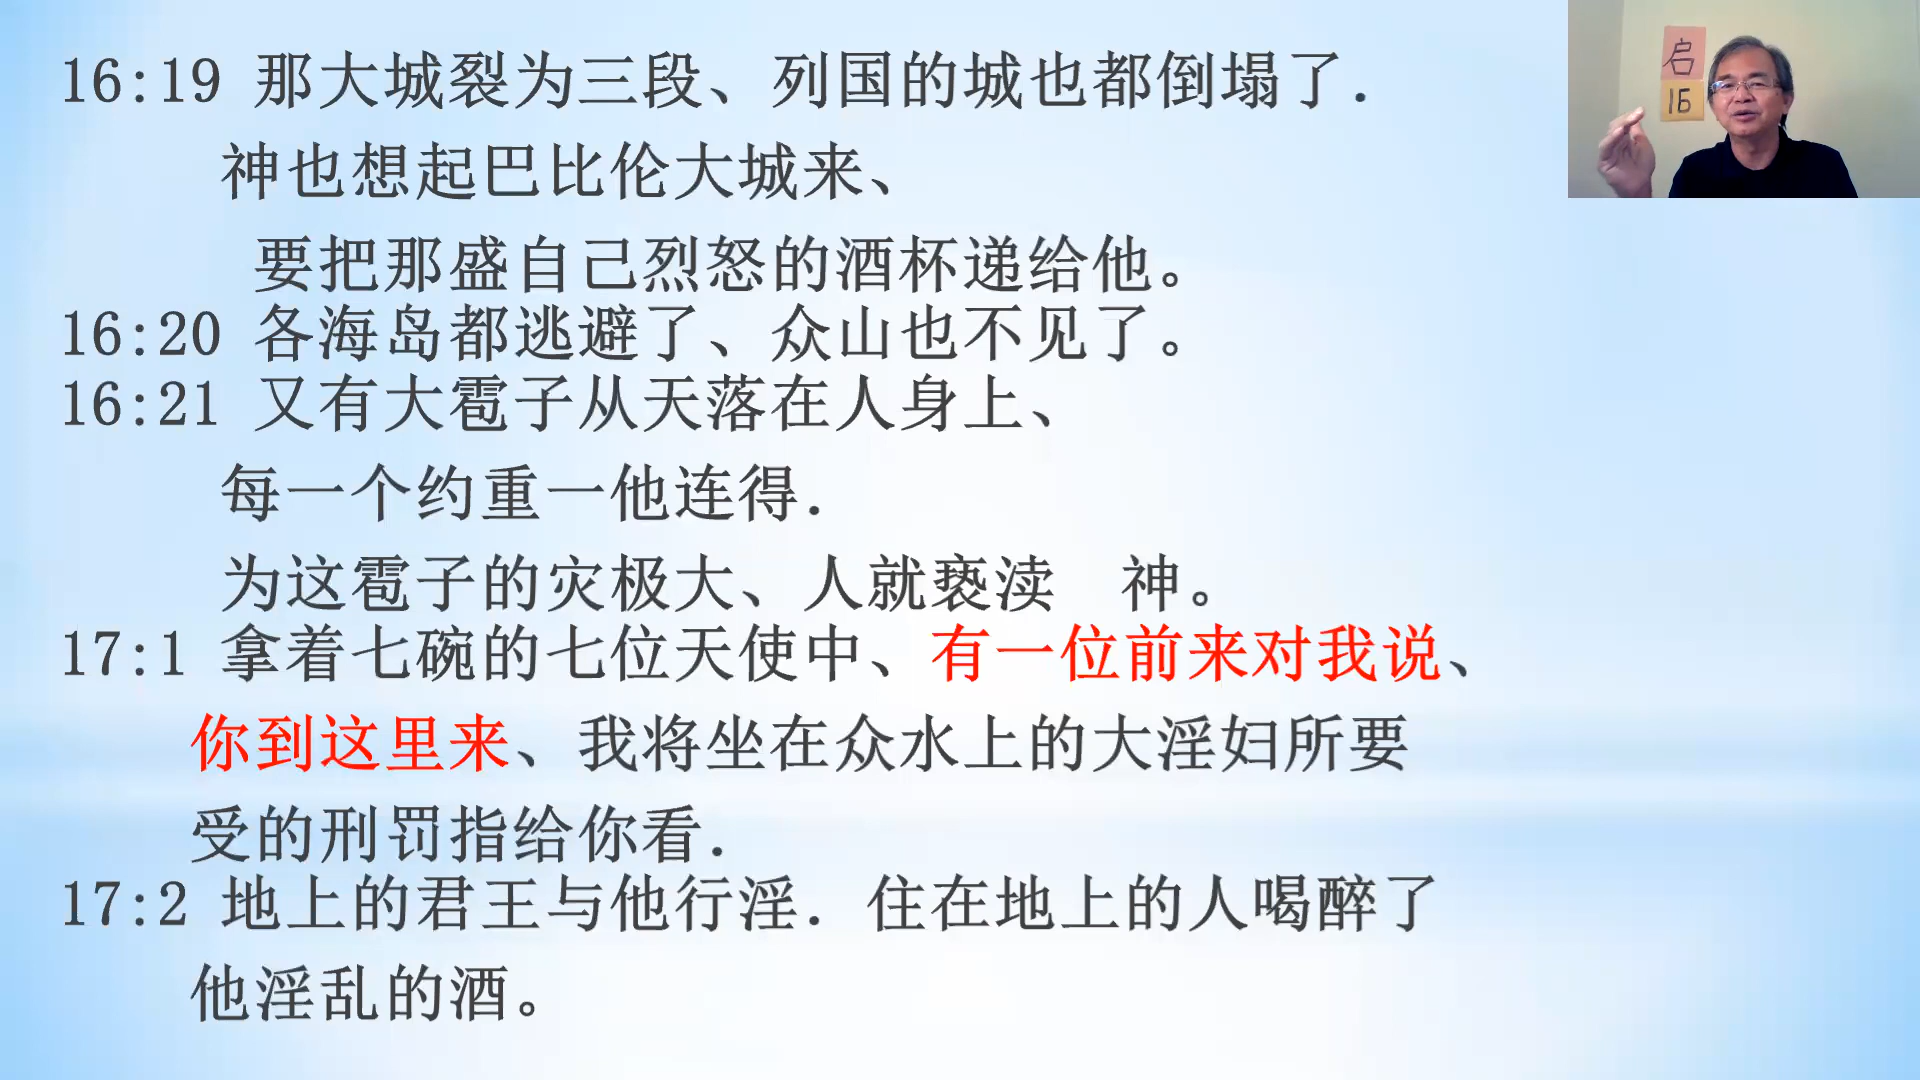 16:19 那大城裂为三段、列国的城也都倒塌了．
神也想起巴比伦大城来、
要把那盛自己烈怒的酒杯递给他。
16:20 各海岛都逃避了、众山也不见了。
16:21 又有大雹子从天落在人身上、
每一个约重一他连得．
为这雹子的灾极大、人就亵渎　神。
17:1 拿着七碗的七位天使中、有一位前来对我说、
你到这里来、我将坐在众水上的大淫妇所要
受的刑罚指给你看．
17:2 地上的君王与他行淫．住在地上的人喝醉了
他淫乱的酒。
启
16